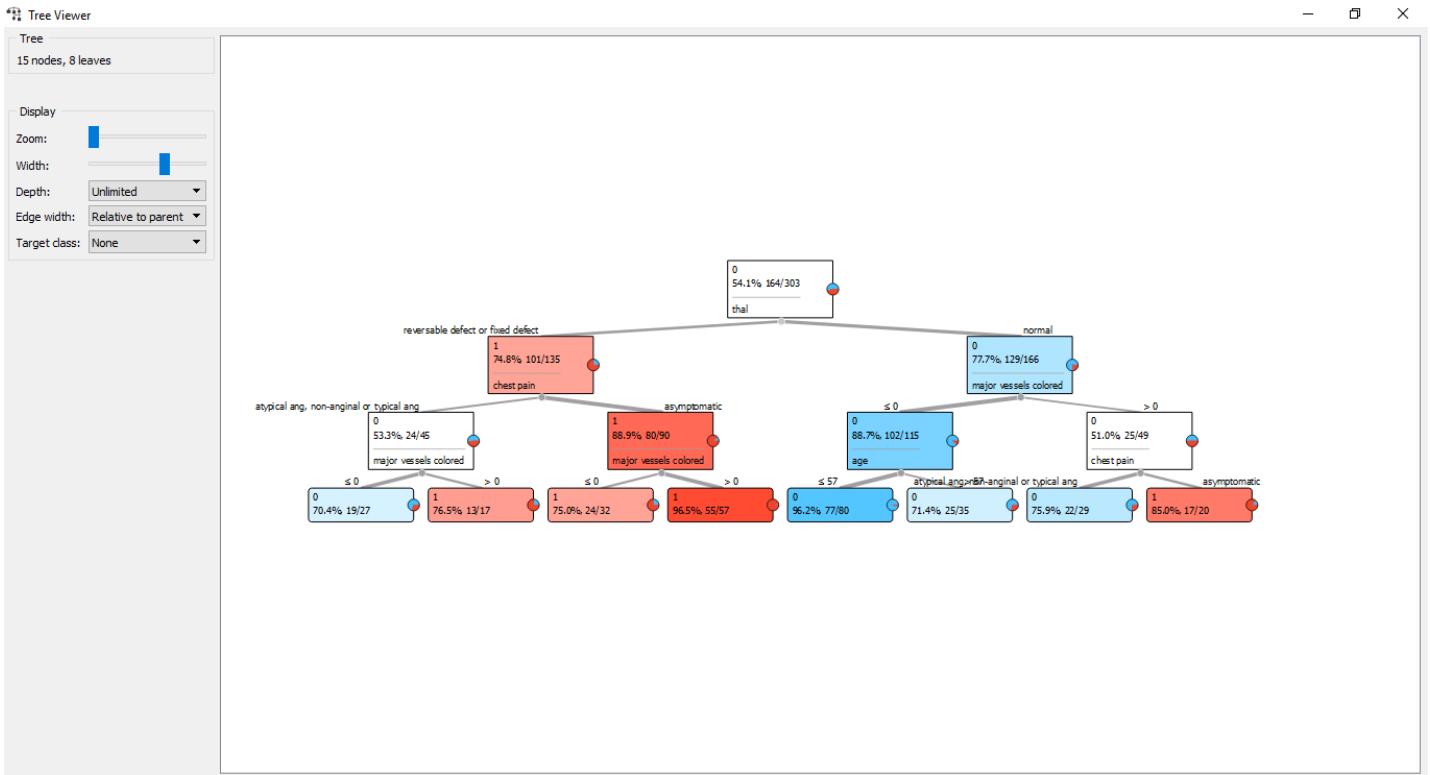 Tree Viewer
Tree
15 nodes, 8 leaves
Display
Zoom:
Width:
Depth: Unlimited
Edge width: Relative to parent
Target class: None
0
54.1%, 164/303
thal
reversable defect or fixed defect
normal
1
74.8%, 101/135
chest pain
0
77.7%, 129/166
major vessels colored
atypical ang, non-anginal or typical ang
asymptomatic
≤ 0
> 0
0
53.3%, 24/45
major vessels colored
1
88.9%, 80/90
major vessels colored
0
88.7%, 102/115
age
0
51.0%, 25/49
chest pain
≤ 0
> 0
≤ 0
> 0
≤ 57
> 57
atypical ang, non-anginal or typical ang
asymptomatic
0
70.4%, 19/27
1
76.5%, 13/17
1
75.0%, 24/32
1
96.5%, 55/57
0
96.2%, 77/80
0
71.4%, 25/35
0
75.9%, 22/29
1
85.0%, 17/20